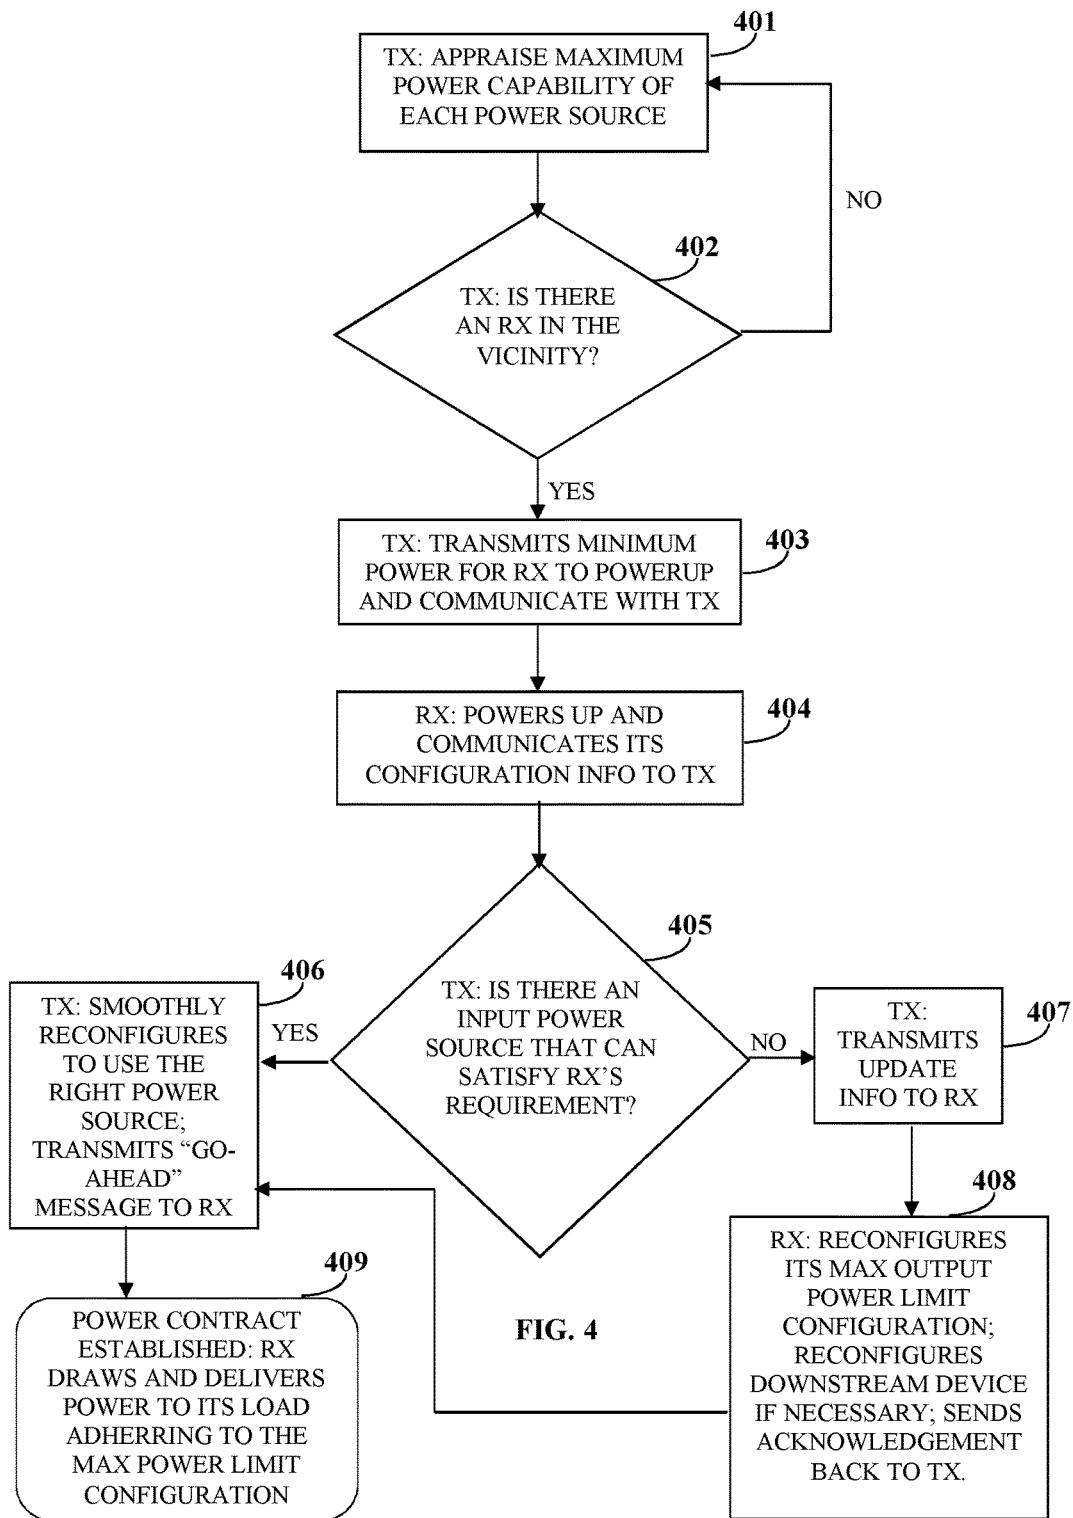 401
TX: APPRAISE MAXIMUM
POWER CAPABILITY OF
EACH POWER SOURCE
NO
402
TX: IS THERE
AN RX IN THE
VICINITY?
YES
TX: TRANSMITS MINIMUM
POWER FOR RX TO POWERUP
AND COMMUNICATE WITH TX
403
RX: POWERS UP AND
COMMUNICATES ITS
CONFIGURATION INFO TO TX
404
405
TX: IS THERE AN
INPUT POWER
SOURCE THAT CAN
SATISFY RX'S
REQUIREMENT?
YES
NO
406
TX: SMOOTHLY
RECONFIGURES
TO USE THE
RIGHT POWER
SOURCE;
TRANSMITS “GO-
AHEAD”
MESSAGE TO RX
407
TX:
TRANSMITS
UPDATE
INFO TO RX
408
RX: RECONFIGURES
ITS MAX OUTPUT
POWER LIMIT
CONFIGURATION;
RECONFIGURES
DOWNSTREAM DEVICE
IF NECESSARY; SENDS
ACKNOWLEDGEMENT
BACK TO TX.
409
POWER CONTRACT
ESTABLISHED: RX
DRAWS AND DELIVERS
POWER TO ITS LOAD
ADHERRING TO THE
MAX POWER LIMIT
CONFIGURATION
FIG. 4